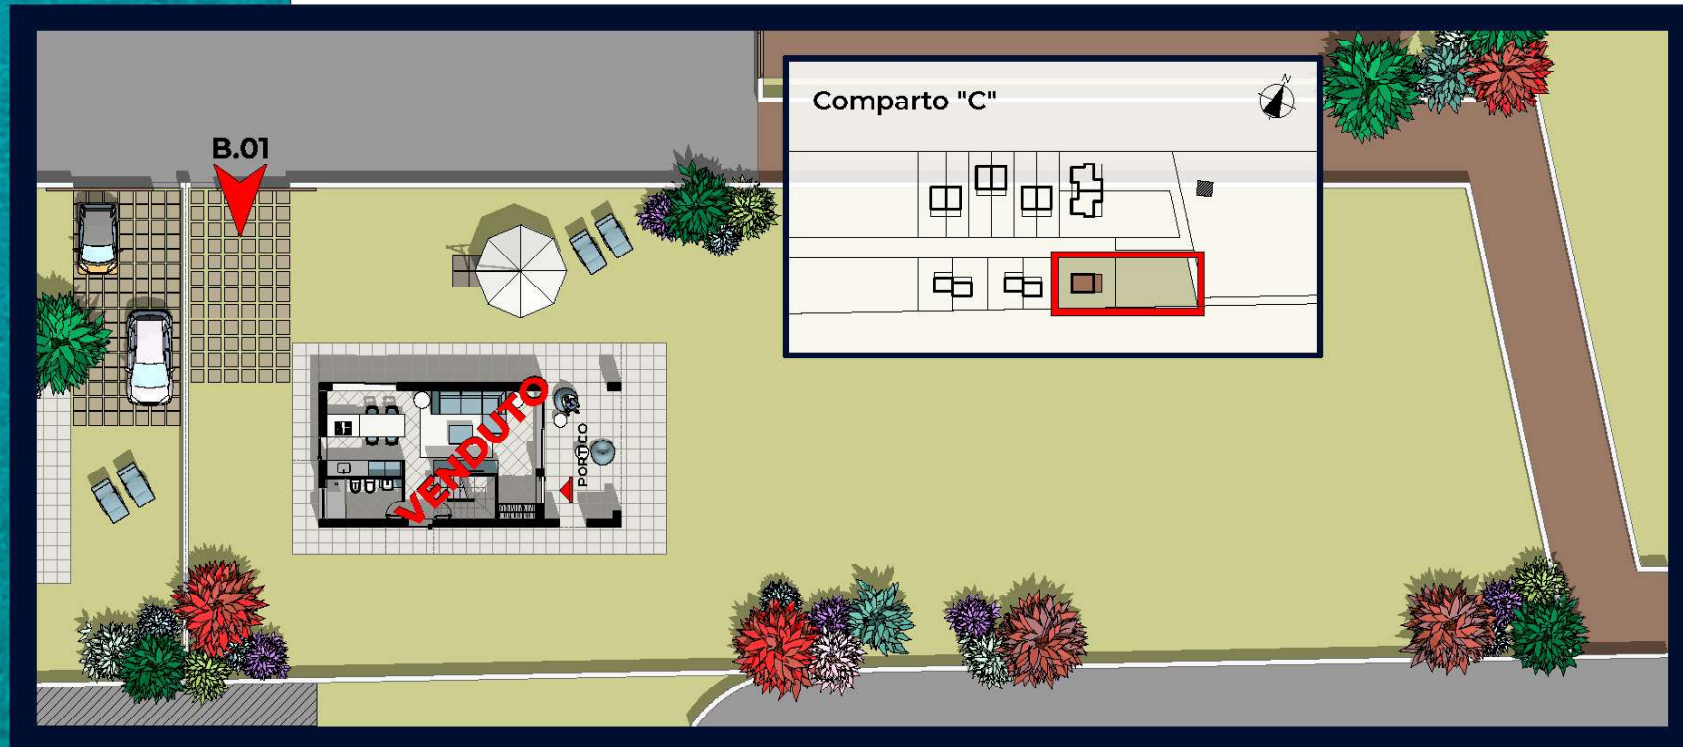 Comparto "C"
N
B.01
VENDUTO
PORTICO